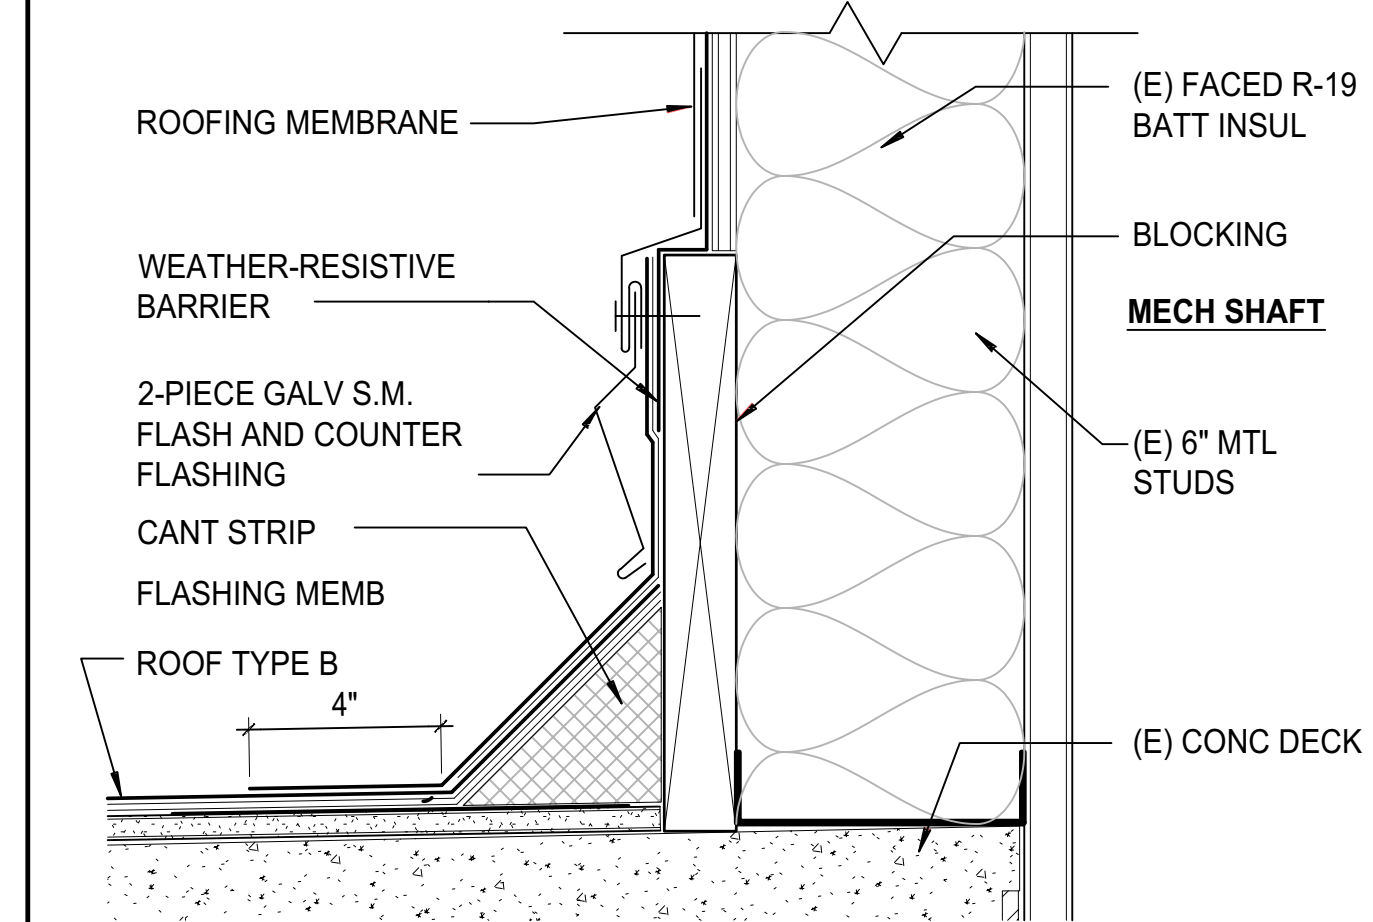 ROOFING MEMBRANE
WEATHER-RESISTIVE
BARRIER
2-PIECE GALV S.M.
FLASH AND COUNTER
FLASHING
CANT STRIP
FLASHING MEMB
ROOF TYPE B
4"
(E) FACED R-19
BATT INSUL
BLOCKING
MECH SHAFT
(E) 6" MTL
STUDS
(E) CONC DECK